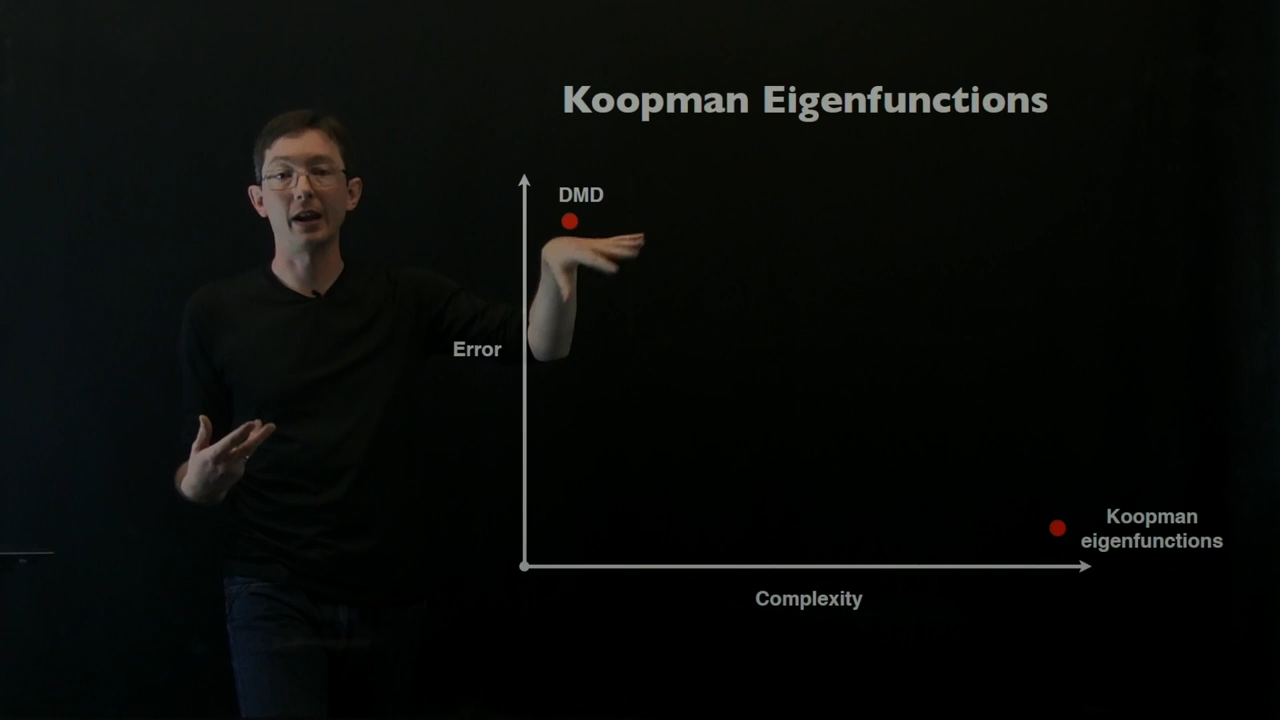 Koopman Eigenfunctions
DMD
Error
Koopman
eigenfunctions
Complexity